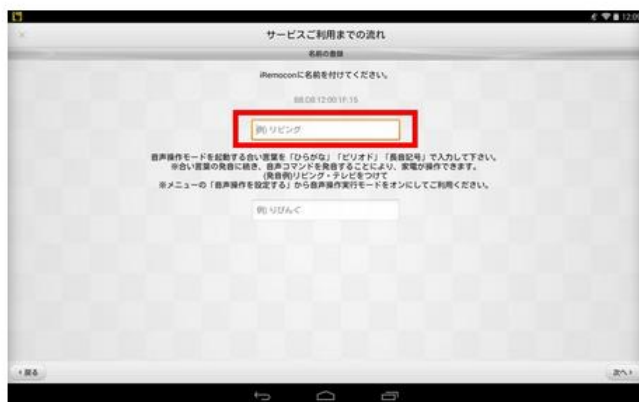 12:09
サービスご利用までの流れ
名前の登録
iRemoconに名前を付けてください。
例) リビング
音声操作モードを起動する合い言葉を「ひらがな」「ピリオド」「長音記号」で入力して下さい。
※合い言葉の発音に続き、音声コマンドを発音することにより、家電が操作できます。
(発音例)リビング・テレビをつけて
※メニューの「音声操作を設定する」から音声操作実行モードをオンにしてご利用ください。
例) りびんぐ
戻る
次へ